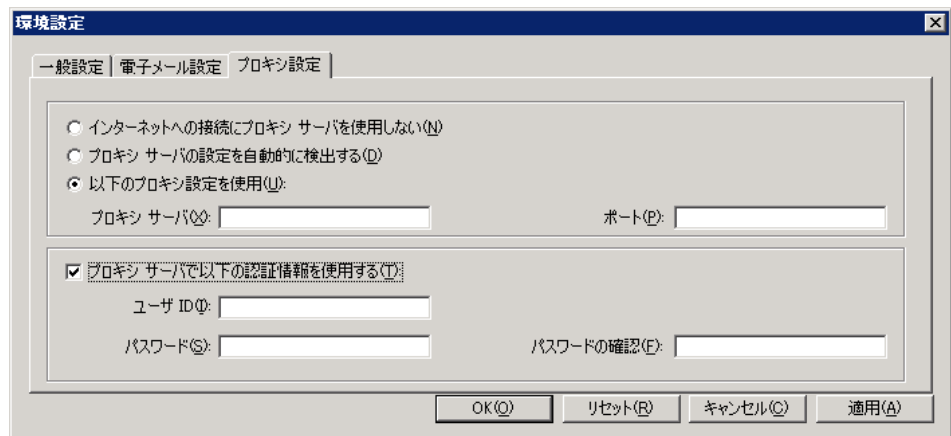 環境設定
一般設定 電子メール設定 プロキシ設定
インターネットへの接続にプロキシ サーバを使用しない(N)
プロキシ サーバの設定を自動的に検出する(D)
以下のプロキシ設定を使用(U):
プロキシ サーバ(X): ポート(P):
プロキシ サーバで以下の認証情報を使用する(T):
ユーザ ID(I):
パスワード(S): パスワードの確認(F):
OK(O) リセット(R) キャンセル(C) 適用(A)